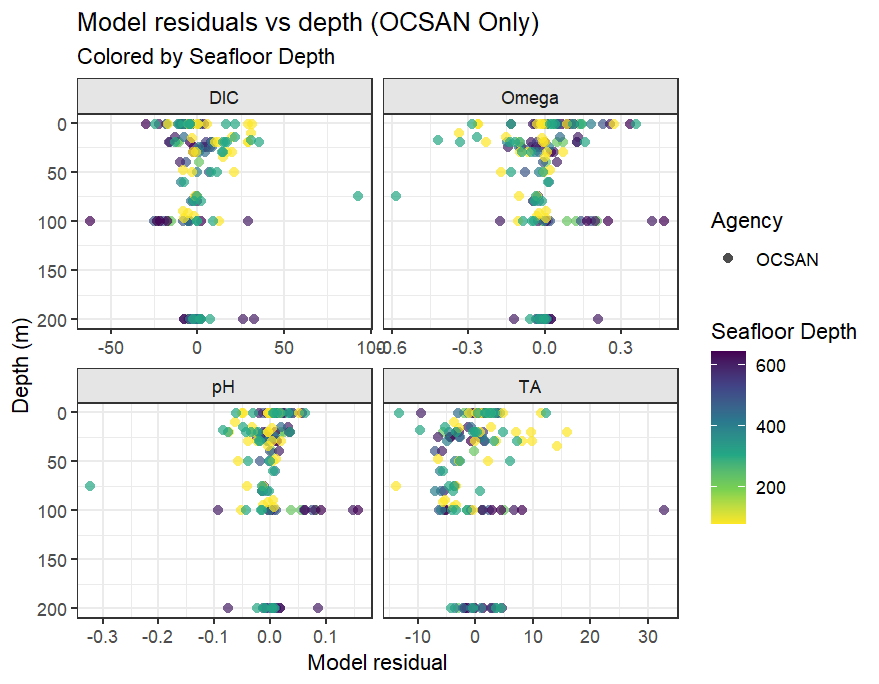 Model residuals vs depth (OCSAN Only)
Colored by Seafloor Depth
DIC
Omega
0
50
100
150
200
-50
0
50
100
-0.6
-0.3
0.0
0.3
pH
TA
0
50
100
150
200
-0.3
-0.2
-0.1
0.0
0.1
-10
0
10
20
30
Depth (m)
Model residual
Agency
OCSAN
Seafloor Depth
600
400
200